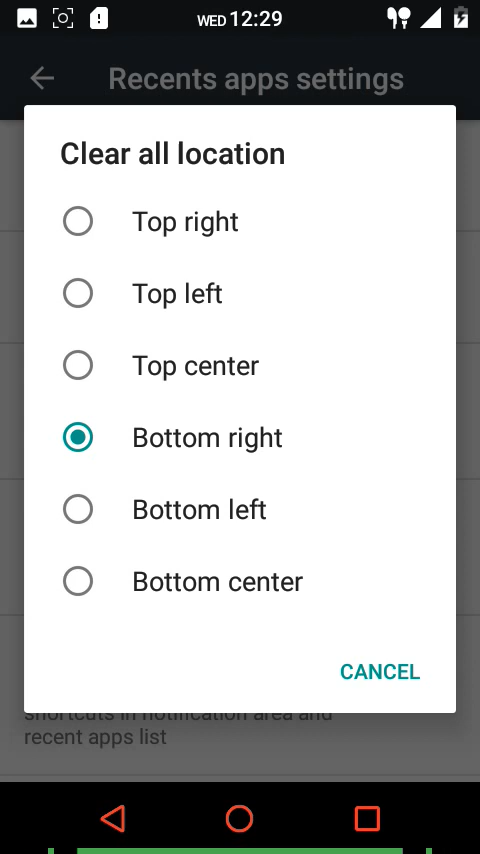 WED 12:29
Recents apps settings
Clear all location
Top right
Top left
Top center
Bottom right
Bottom left
Bottom center
CANCEL
shortcuts in notification area and
recent apps list